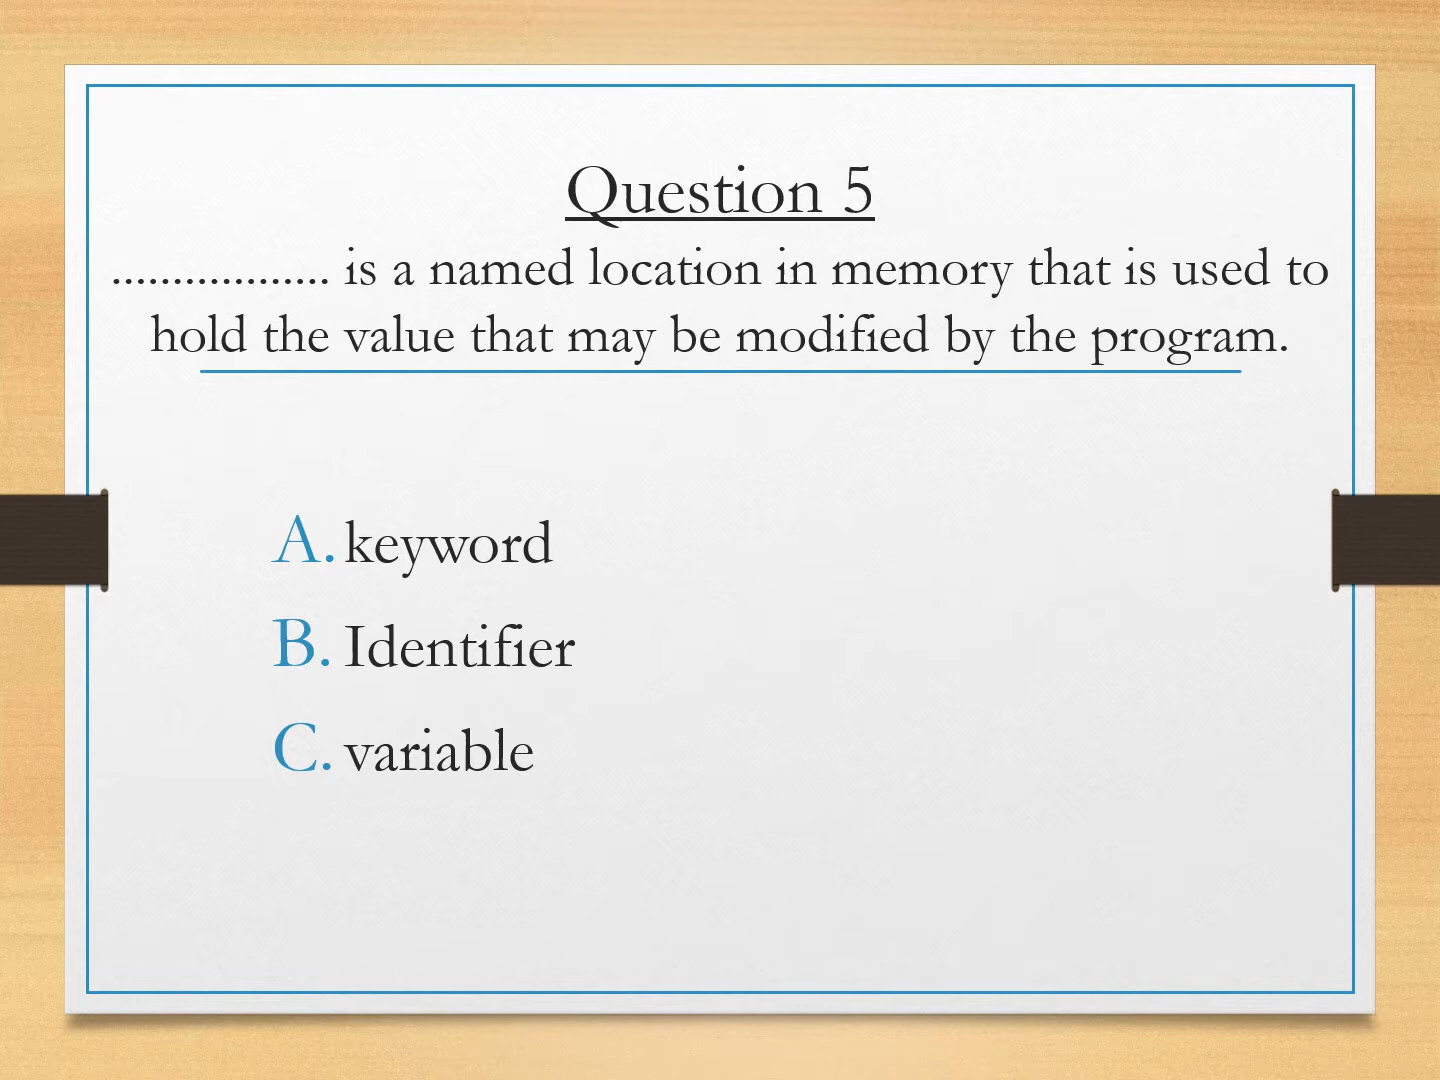 Question 5
.................. is a named location in memory that is used to
hold the value that may be modified by the program.
A. keyword
B. Identifier
C. variable